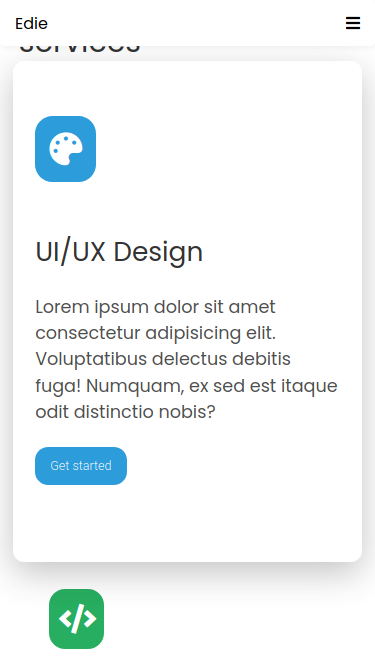 Edie
services
UI/UX Design
Lorem ipsum dolor sit amet
consectetur adipisicing elit.
Voluptatibus delectus debitis
fuga! Numquam, ex sed est itaque
odit distinctio nobis?
Get started